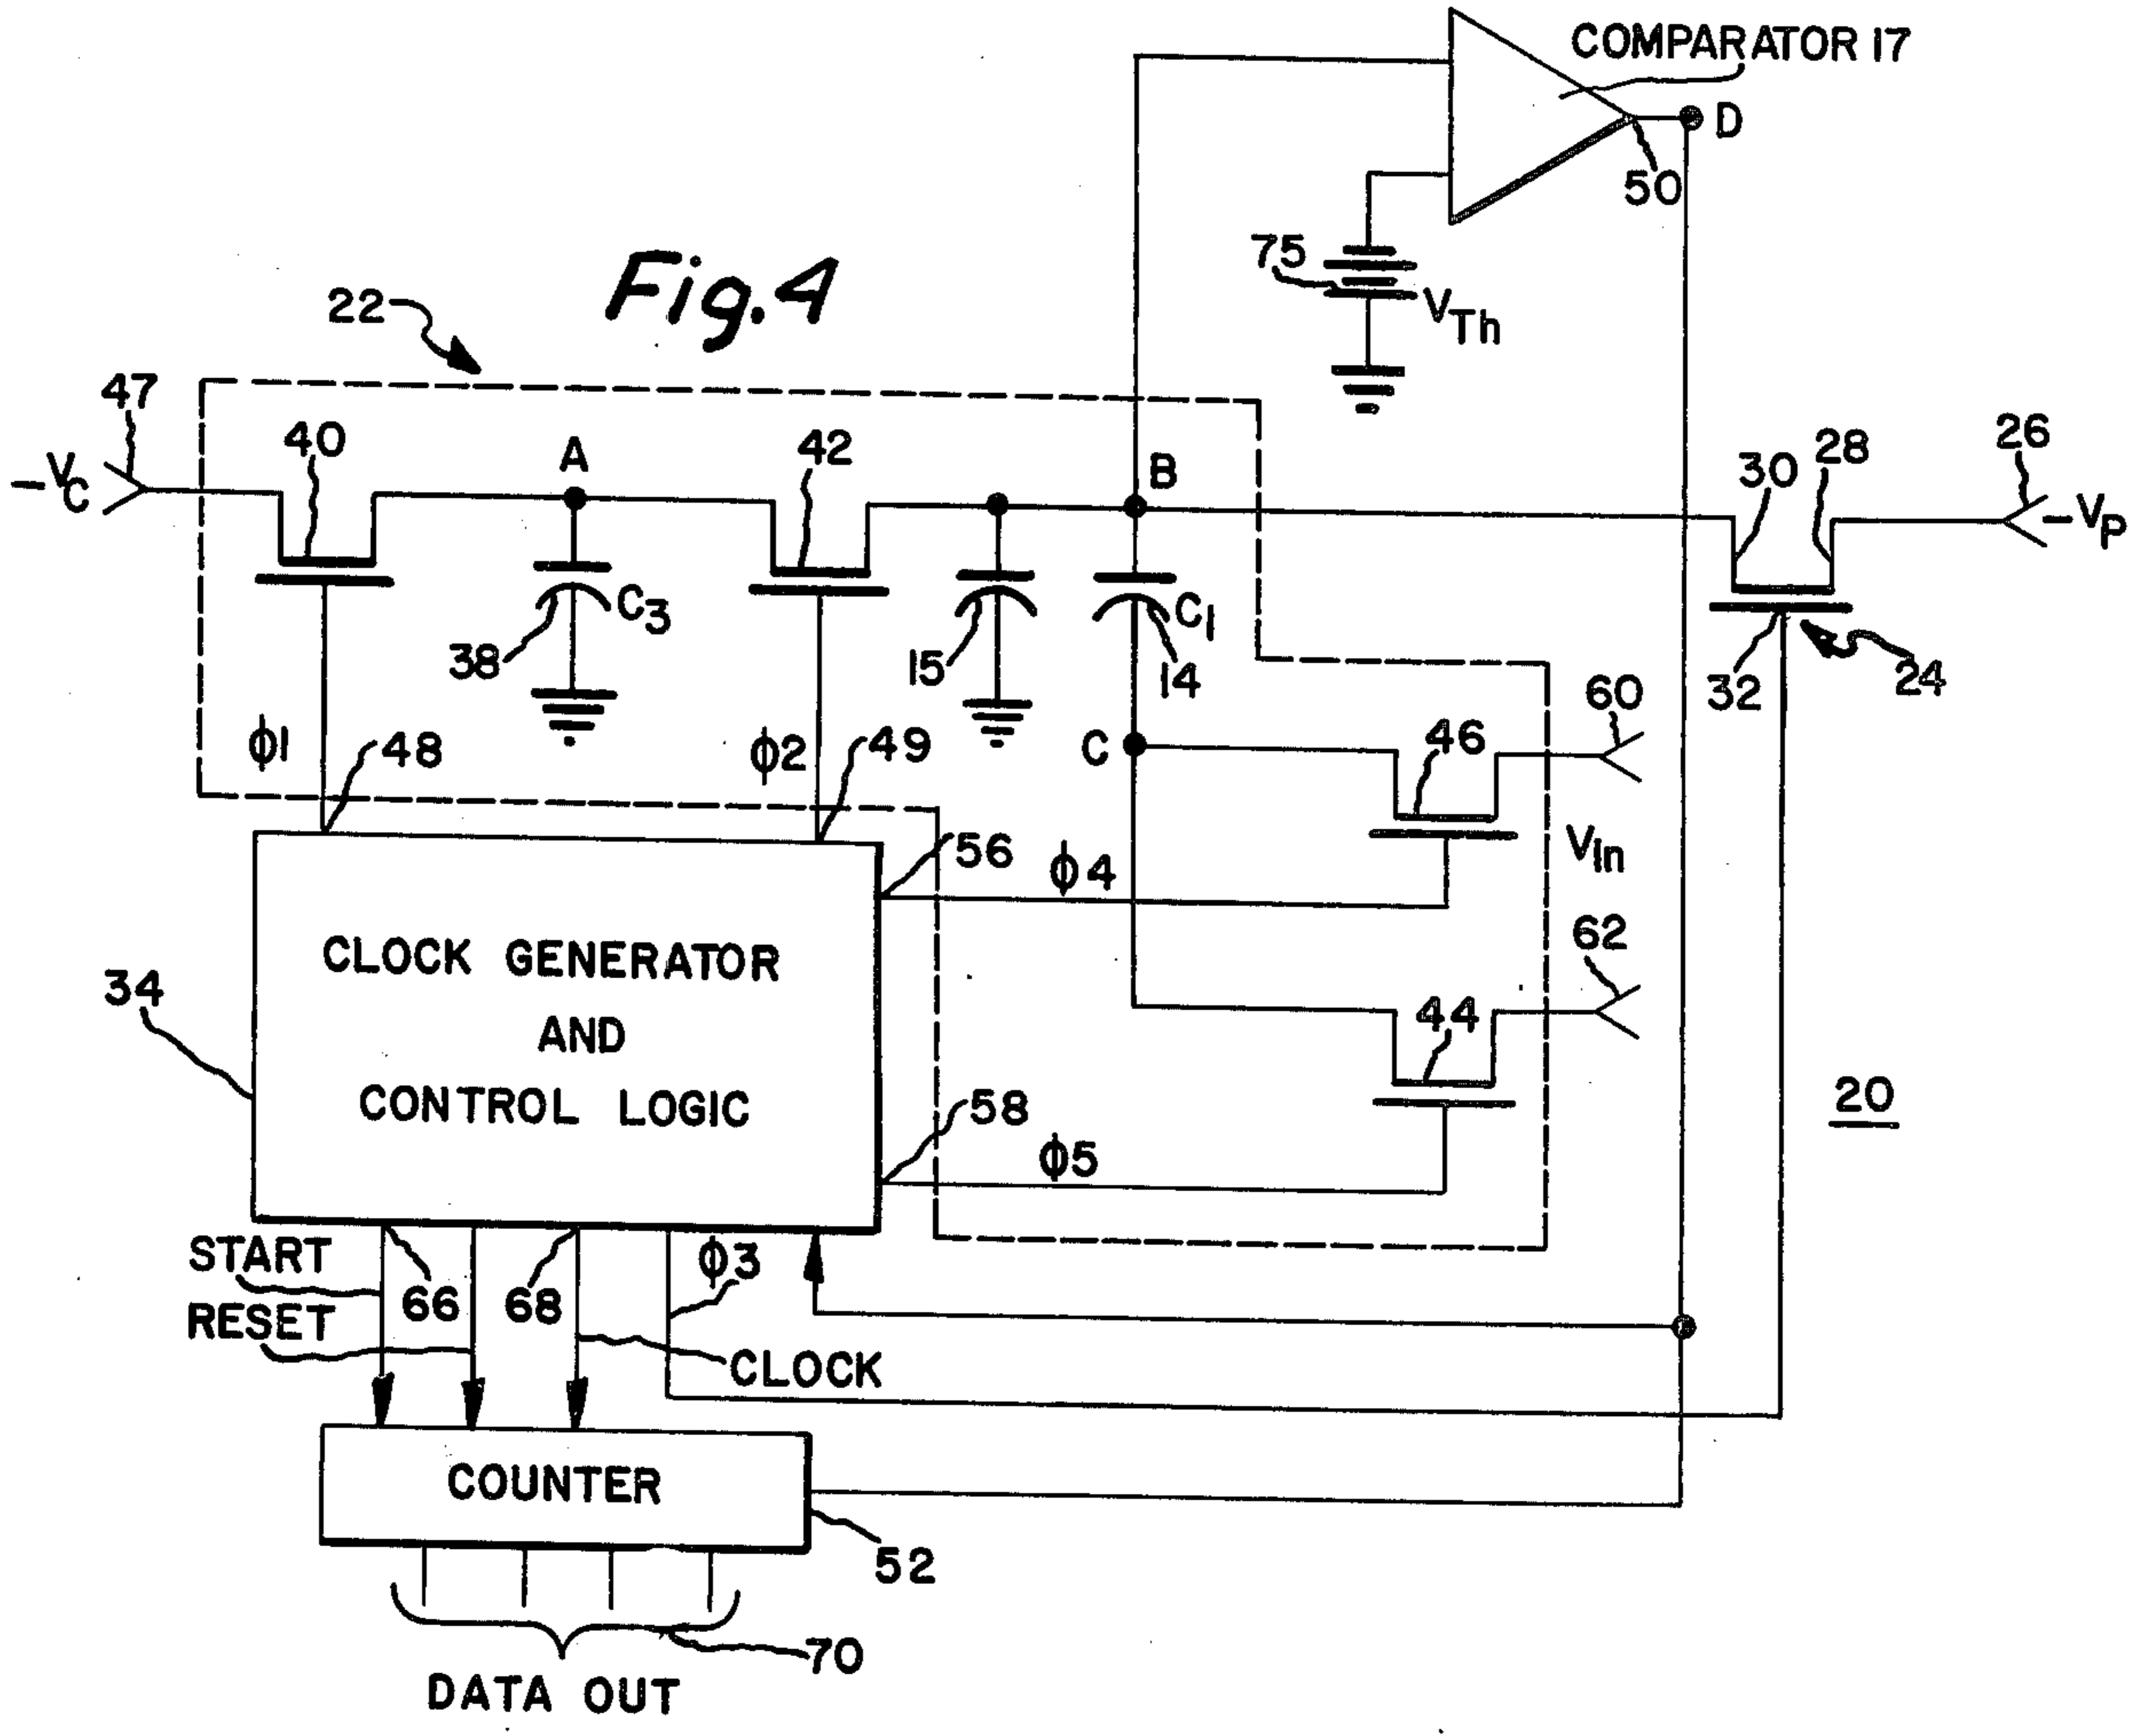 COMPARATOR 17
D
50
75
VTh
Fig. 4
22
47
-VC
40
A
42
B
30
28
26
-VP
C3
38
15
C1
14
32
24
60
ϕ1
48
ϕ2
49
C
46
Vin
56
ϕ4
62
34
CLOCK GENERATOR
AND
CONTROL LOGIC
44
58
ϕ5
20
START
RESET
66
68
ϕ3
CLOCK
COUNTER
52
70
DATA OUT